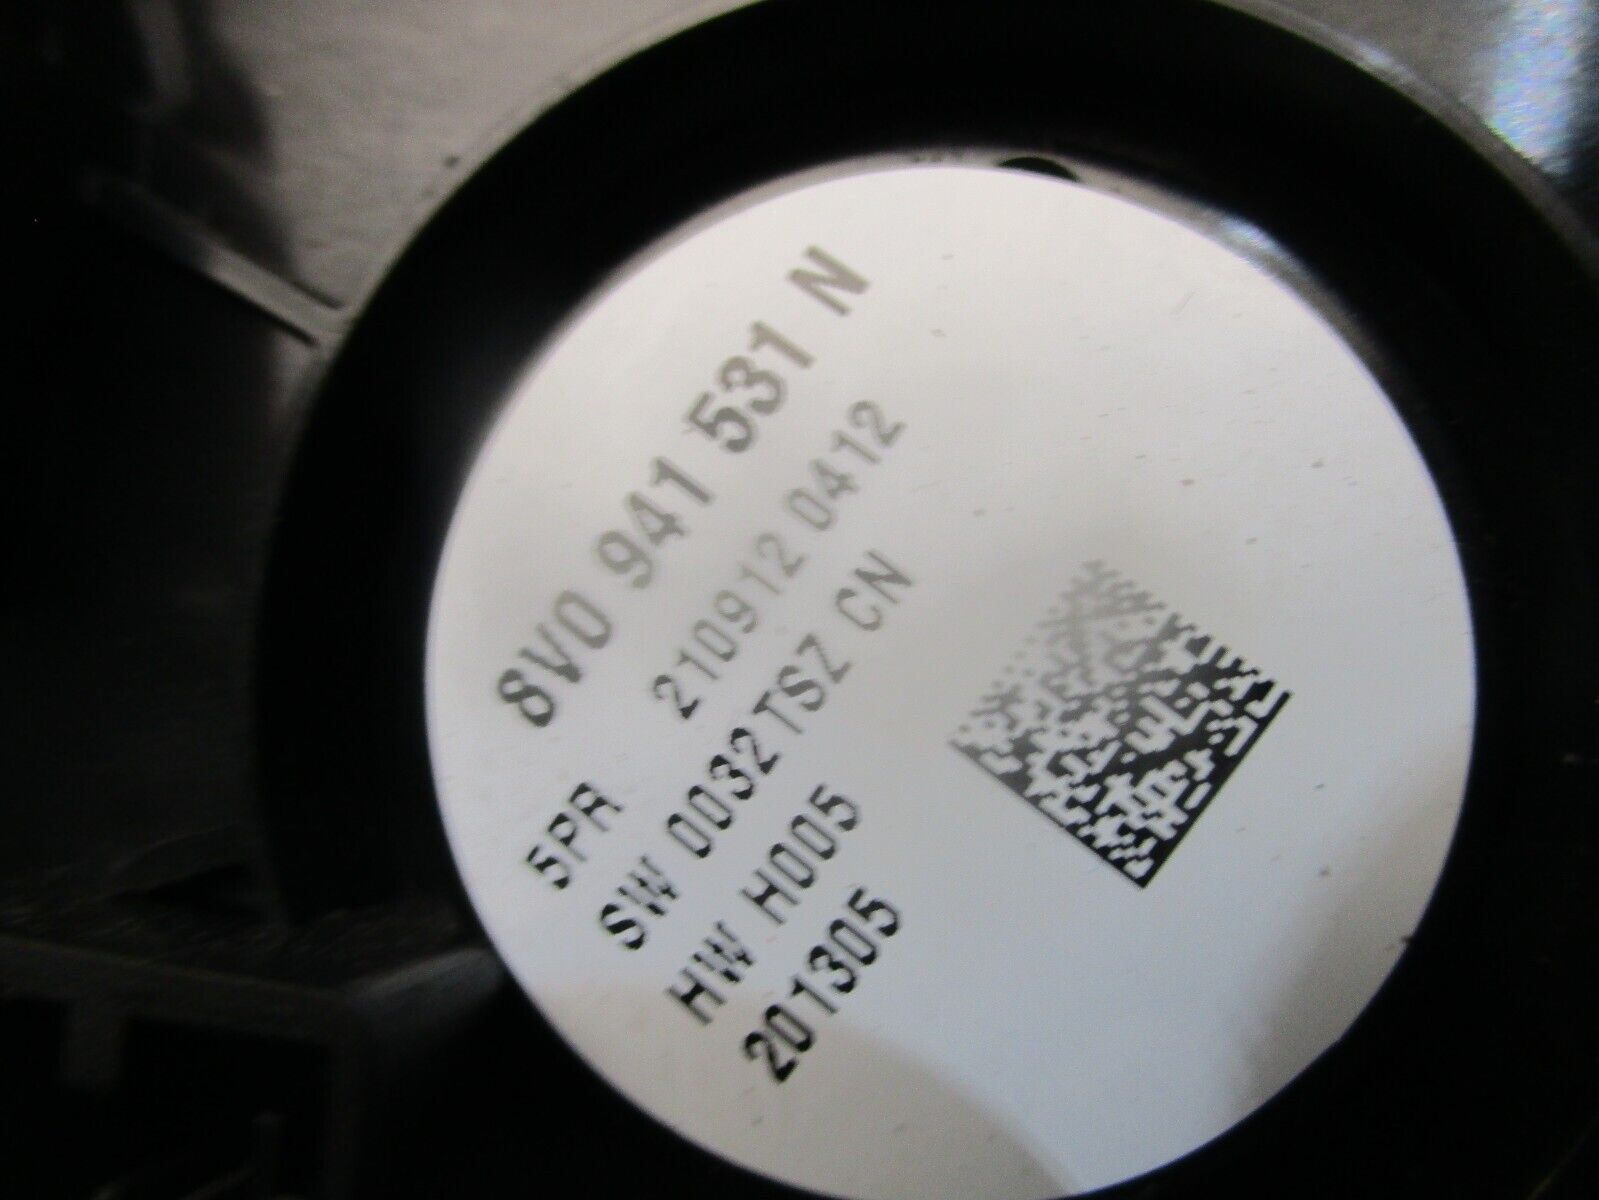 8V0 941 531 N
210912 0412
5PR
SW 0032 TSZ CN
HW H005
201305